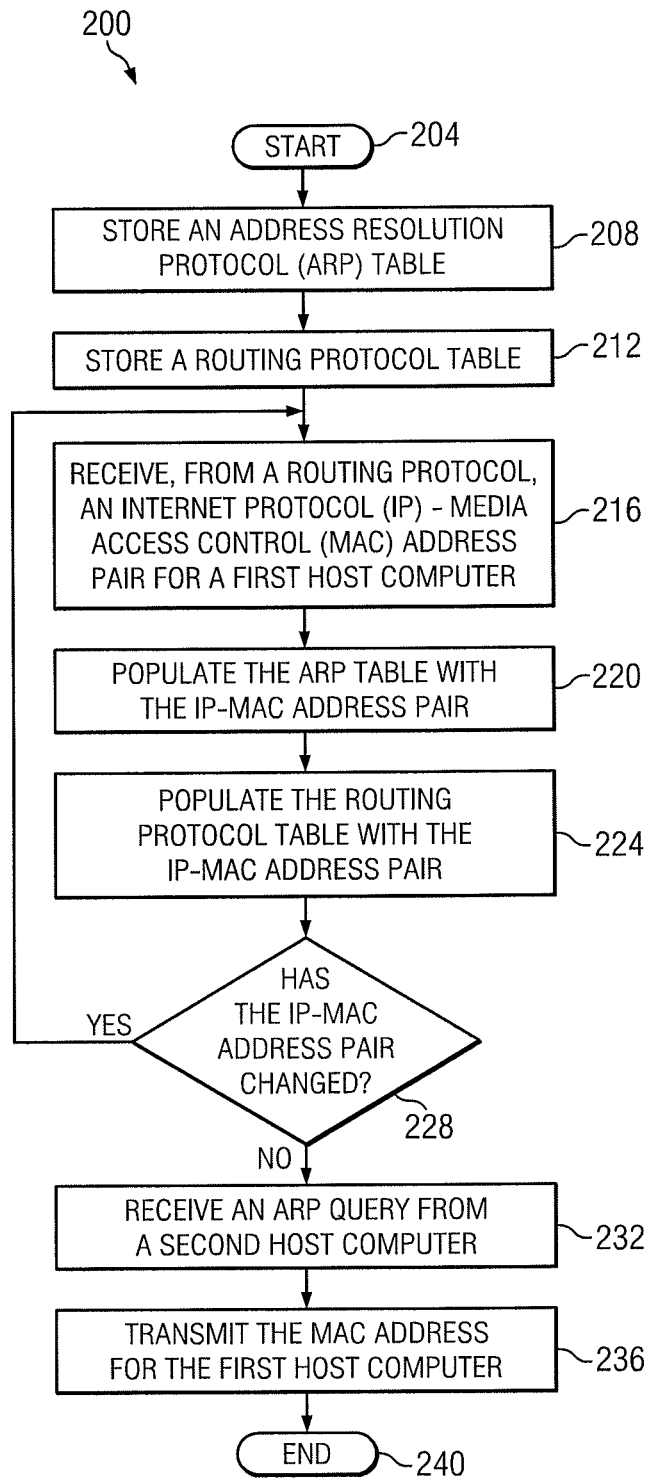 200
START
204
STORE AN ADDRESS RESOLUTION
PROTOCOL (ARP) TABLE
208
STORE A ROUTING PROTOCOL TABLE
212
RECEIVE, FROM A ROUTING PROTOCOL,
AN INTERNET PROTOCOL (IP) - MEDIA
ACCESS CONTROL (MAC) ADDRESS
PAIR FOR A FIRST HOST COMPUTER
216
POPULATE THE ARP TABLE WITH
THE IP-MAC ADDRESS PAIR
220
POPULATE THE ROUTING
PROTOCOL TABLE WITH THE
IP-MAC ADDRESS PAIR
224
HAS
THE IP-MAC
ADDRESS PAIR
CHANGED?
YES
228
NO
RECEIVE AN ARP QUERY FROM
A SECOND HOST COMPUTER
232
TRANSMIT THE MAC ADDRESS
FOR THE FIRST HOST COMPUTER
236
END
240